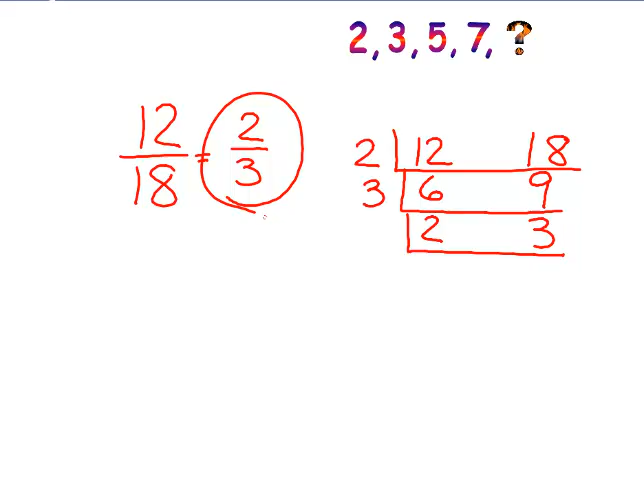 2, 3, 5, 7, ?
12/18 = 2/3
2 | 12 18
3 | 6 9
2 3